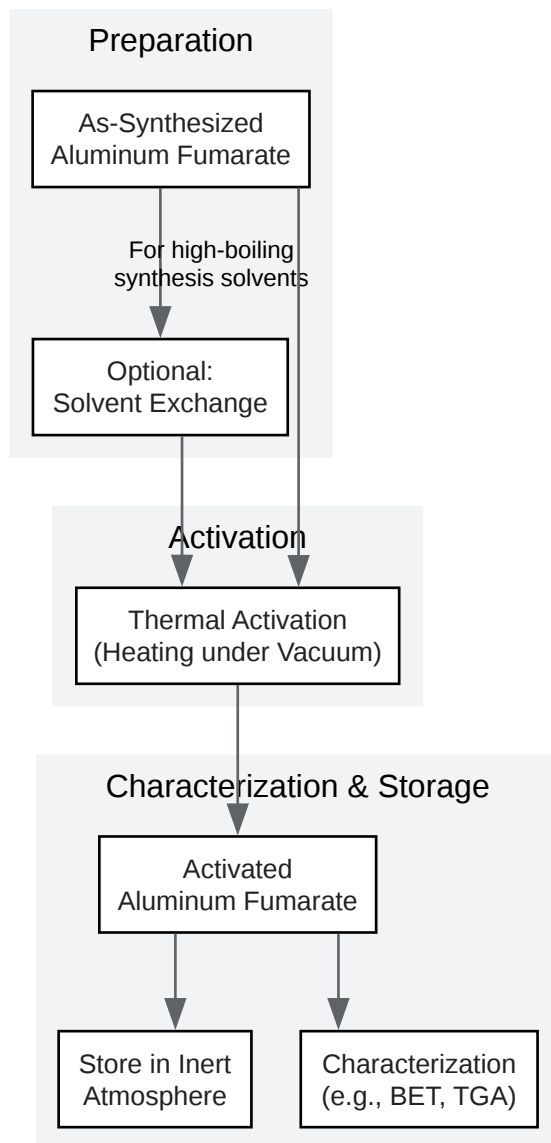 Preparation
As-Synthesized
Aluminum Fumarate
For high-boiling
synthesis solvents
Optional:
Solvent Exchange
Activation
Thermal Activation
(Heating under Vacuum)
Characterization & Storage
Activated
Aluminum Fumarate
Store in Inert
Atmosphere
Characterization
(e.g., BET, TGA)